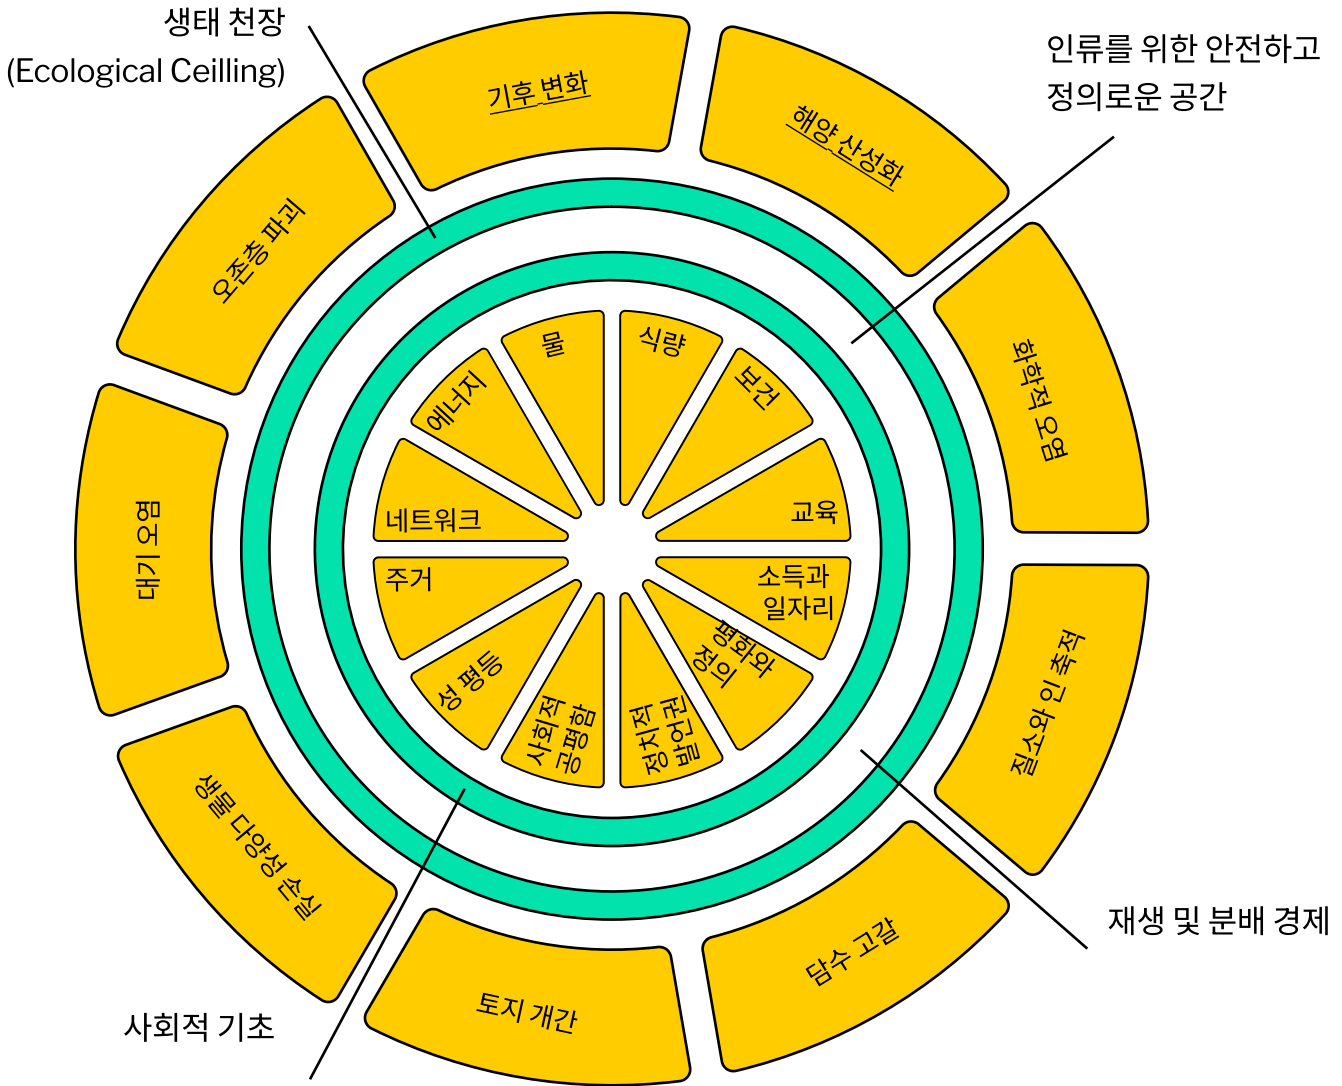 생태 천장
(Ecological Ceilling)
인류를 위한 안전하고
정의로운 공간
기후 변화
해양 산성화
화학적 오염
질소와 인 축적
담수 고갈
토지 개간
생물 다양성 손실
대기 오염
오존층 파괴
물
식량
보건
교육
소득과
일자리
평화와
정의
정치적
발언권
사회적
공평함
성 평등
주거
네트워크
에너지
재생 및 분배 경제
사회적 기초